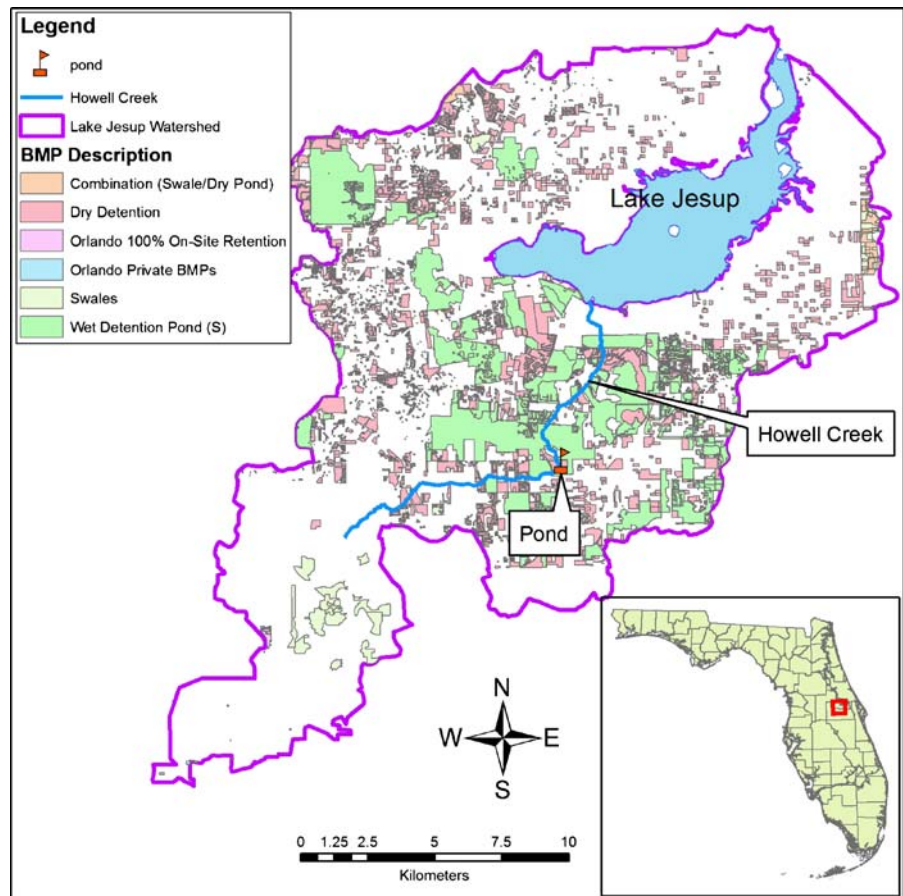 Legend
pond
Howell Creek
Lake Jesup Watershed
BMP Description
Combination (Swale/Dry Pond)
Dry Detention
Orlando 100% On-Site Retention
Orlando Private BMPs
Swales
Wet Detention Pond (S)
Lake Jesup
Howell Creek
Pond
N
W E
S
0 1.25 2.5 5 7.5 10
Kilometers